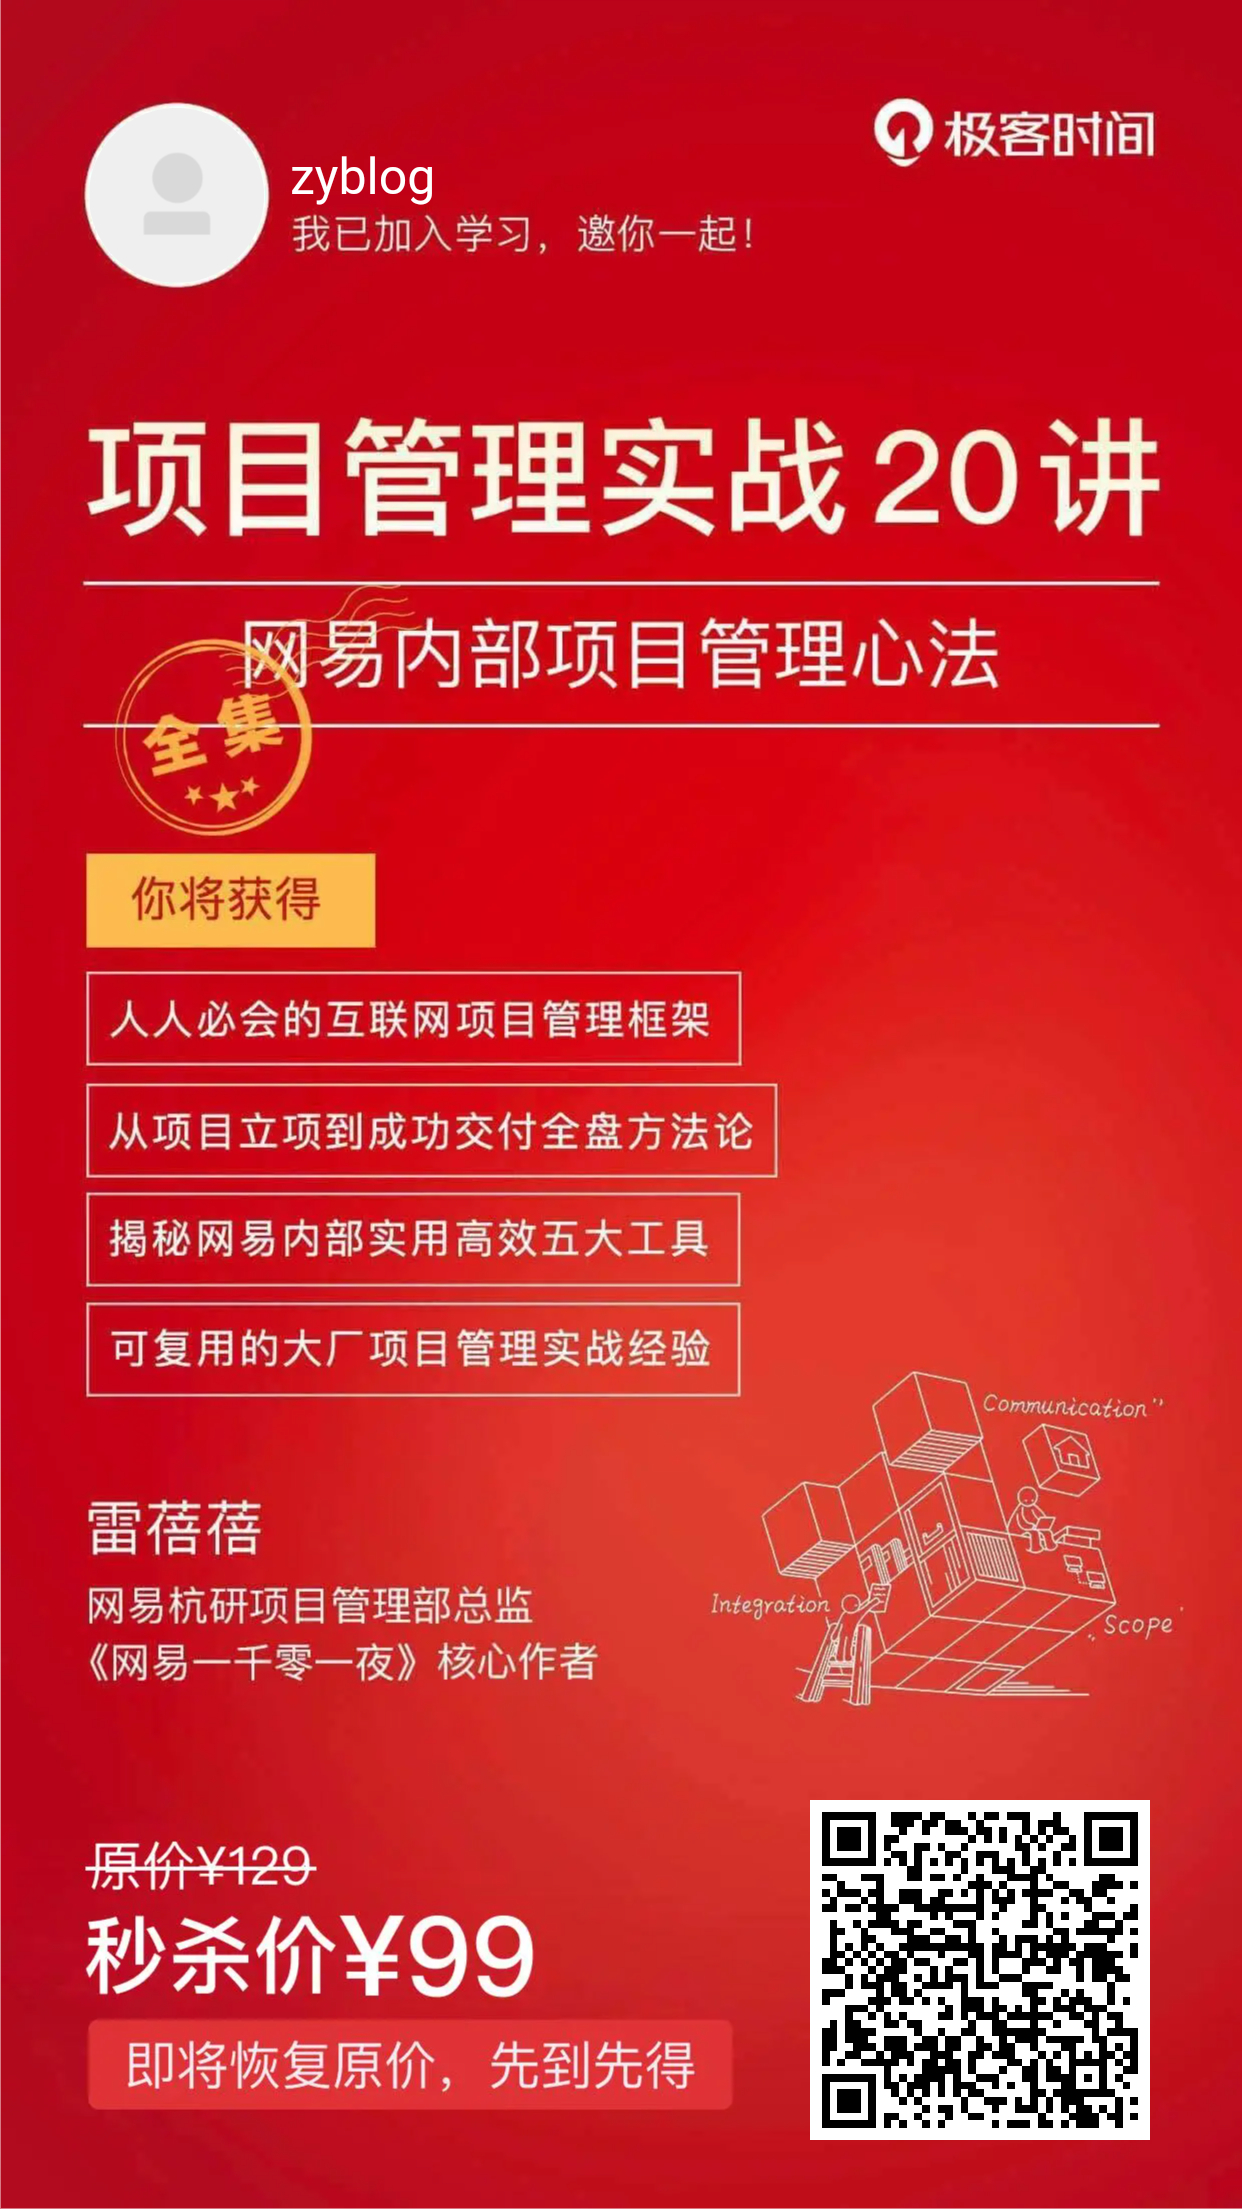 极客时间
zyblog
我已加入学习，邀你一起！
项目管理实战20讲
网易内部项目管理心法
全集
你将获得
人人必会的互联网项目管理框架
从项目立项到成功交付全盘方法论
揭秘网易内部实用高效五大工具
可复用的大厂项目管理实战经验
Communication
Integration
Scope
雷蓓蓓
网易杭研项目管理部总监
《网易一千零一夜》核心作者
原价¥129
秒杀价¥99
即将恢复原价，先到先得